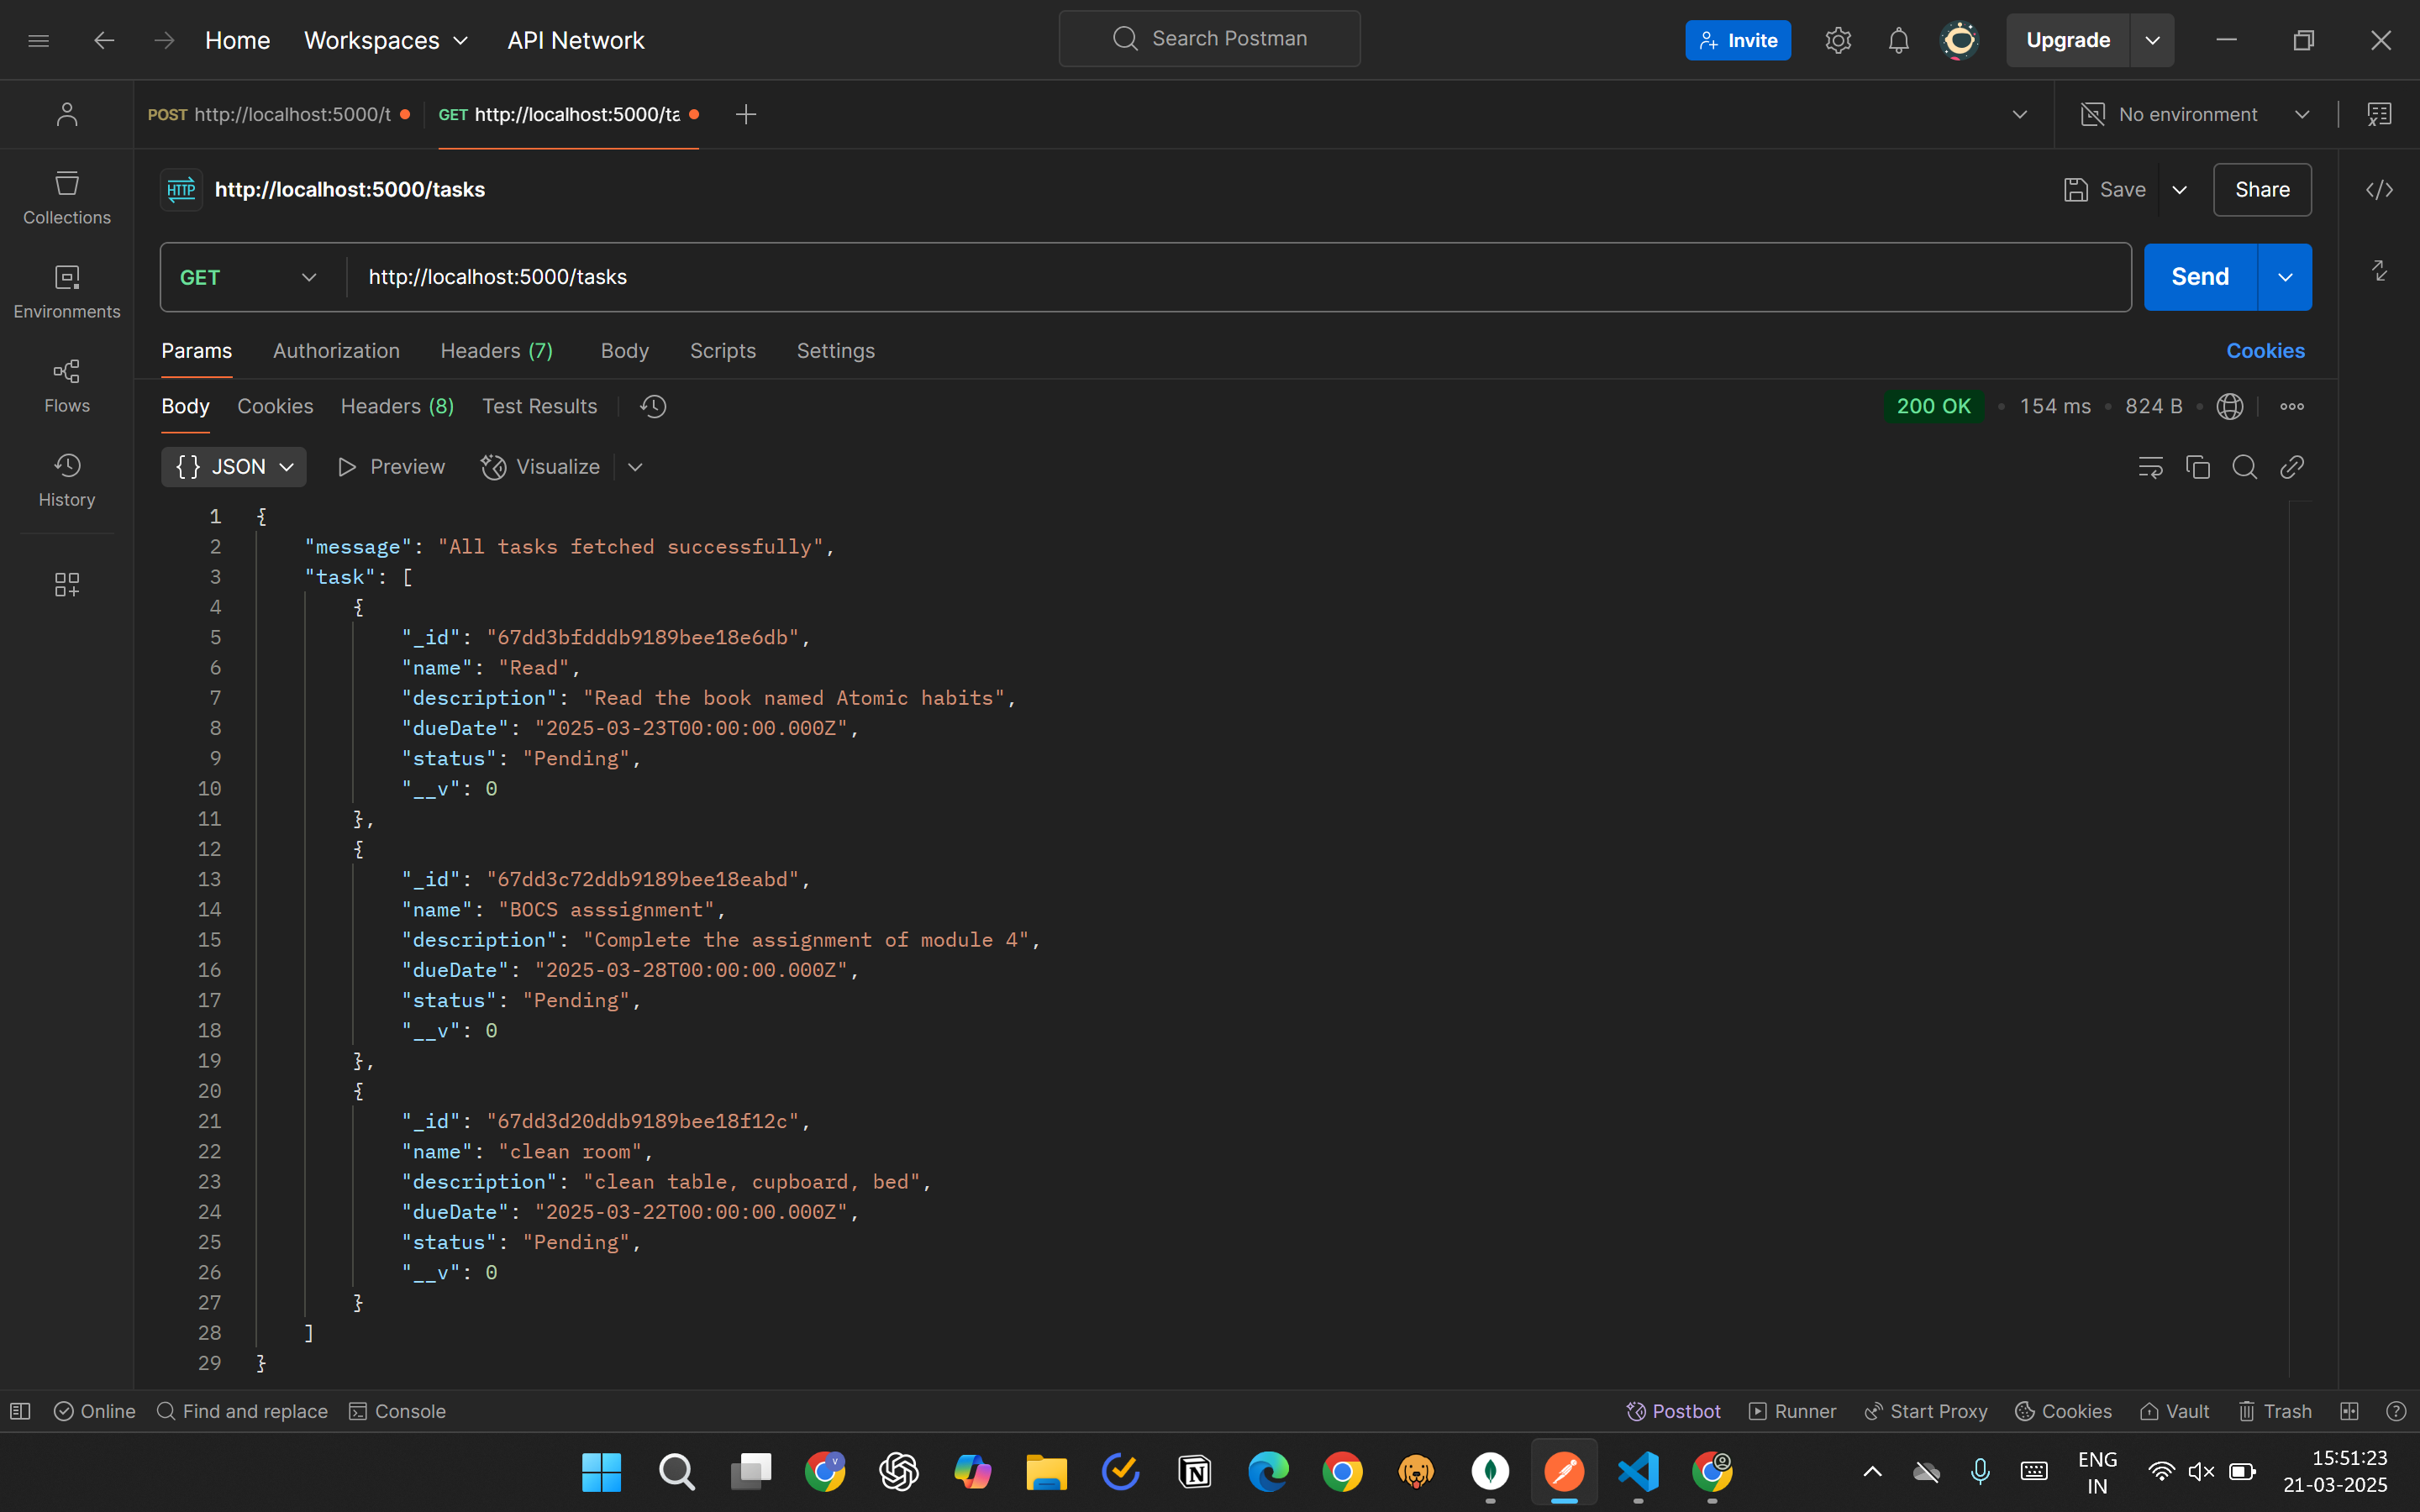 Home Workspaces API Network Search Postman Invite Upgrade
POST http://localhost:5000/t GET http://localhost:5000/ta No environment
HTTP http://localhost:5000/tasks Save Share
Collections
GET http://localhost:5000/tasks Send
Environments
Params Authorization Headers (7) Body Scripts Settings Cookies
Flows
Body Cookies Headers (8) Test Results 200 OK • 154 ms • 824 B •
{} JSON Preview Visualize
History
1 {
2 "message": "All tasks fetched successfully",
3 "task": [
4 {
5 "_id": "67dd3bfdddb9189bee18e6db",
6 "name": "Read",
7 "description": "Read the book named Atomic habits",
8 "dueDate": "2025-03-23T00:00:00.000Z",
9 "status": "Pending",
10 "__v": 0
11 },
12 {
13 "_id": "67dd3c72ddb9189bee18eabd",
14 "name": "BOCS asssignment",
15 "description": "Complete the assignment of module 4",
16 "dueDate": "2025-03-28T00:00:00.000Z",
17 "status": "Pending",
18 "__v": 0
19 },
20 {
21 "_id": "67dd3d20ddb9189bee18f12c",
22 "name": "clean room",
23 "description": "clean table, cupboard, bed",
24 "dueDate": "2025-03-22T00:00:00.000Z",
25 "status": "Pending",
26 "__v": 0
27 }
28 ]
29 }
Online Find and replace Console Postbot Runner Start Proxy Cookies Vault Trash
ENG 15:51:23
IN 21-03-2025